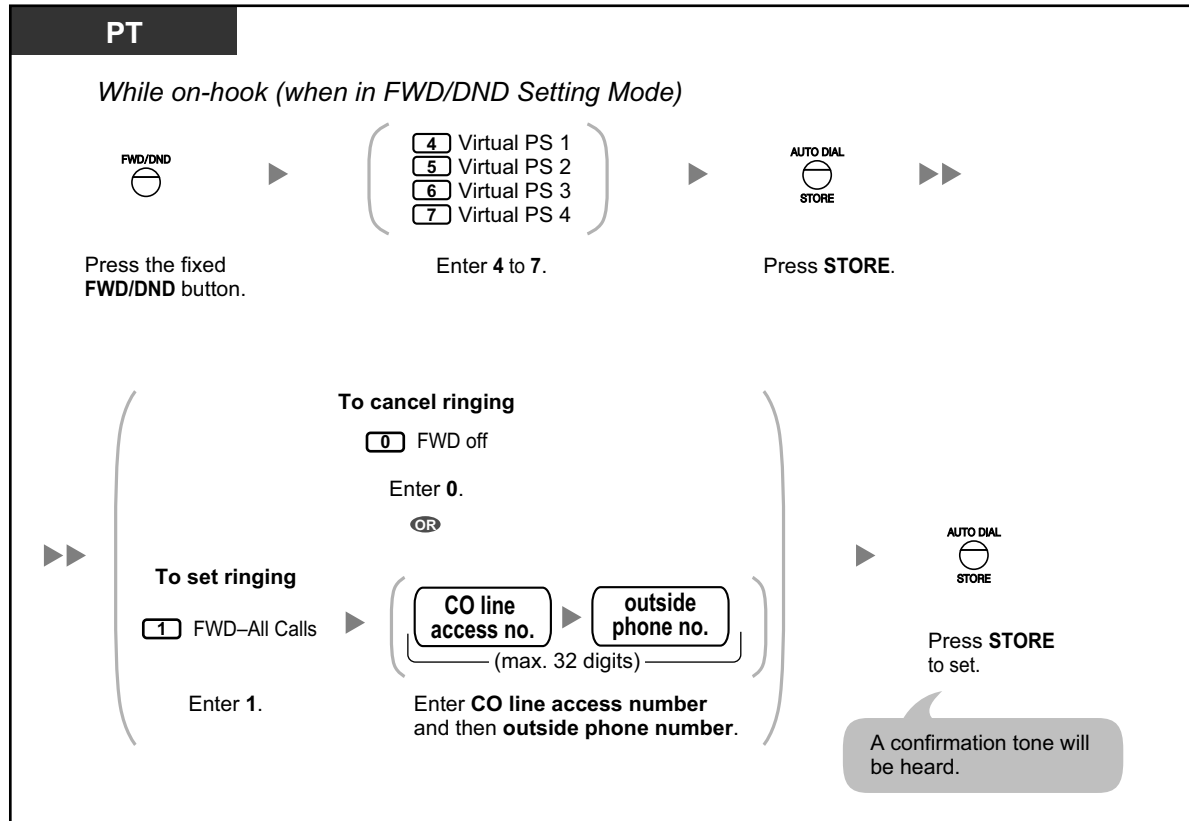 PT
While on-hook (when in FWD/DND Setting Mode)
FWD/DND
4 Virtual PS 1
5 Virtual PS 2
6 Virtual PS 3
7 Virtual PS 4
AUTO DIAL
STORE
Press the fixed
FWD/DND button.
Enter 4 to 7.
Press STORE.
To cancel ringing
0 FWD off
Enter 0.
OR
To set ringing
1 FWD–All Calls
CO line
access no.
outside
phone no.
(max. 32 digits)
Enter 1.
Enter CO line access number
and then outside phone number.
AUTO DIAL
STORE
Press STORE
to set.
A confirmation tone will
be heard.